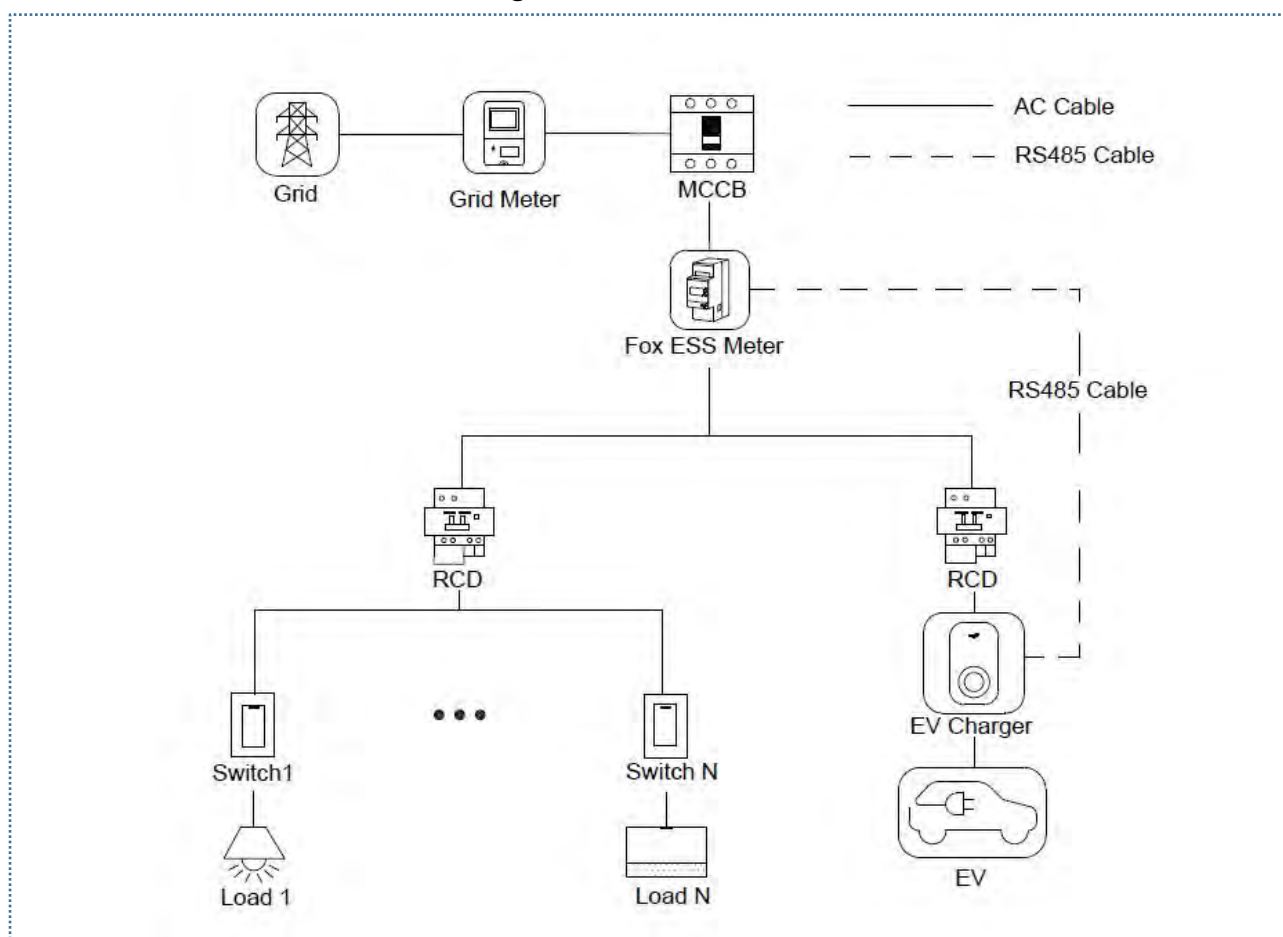 AC Cable
RS485 Cable
Grid
Grid Meter
MCCB
Fox ESS Meter
RS485 Cable
RCD
RCD
EV Charger
Switch1
Switch N
Load 1
Load N
EV